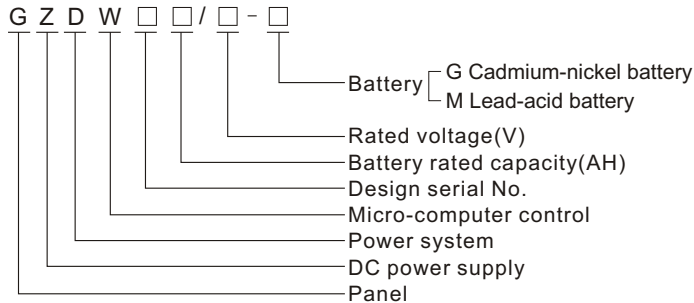 G Z D W □ □ / □ - □
G Cadmium-nickel battery
Battery
M Lead-acid battery
Rated voltage(V)
Battery rated capacity(AH)
Design serial No.
Micro-computer control
Power system
DC power supply
Panel